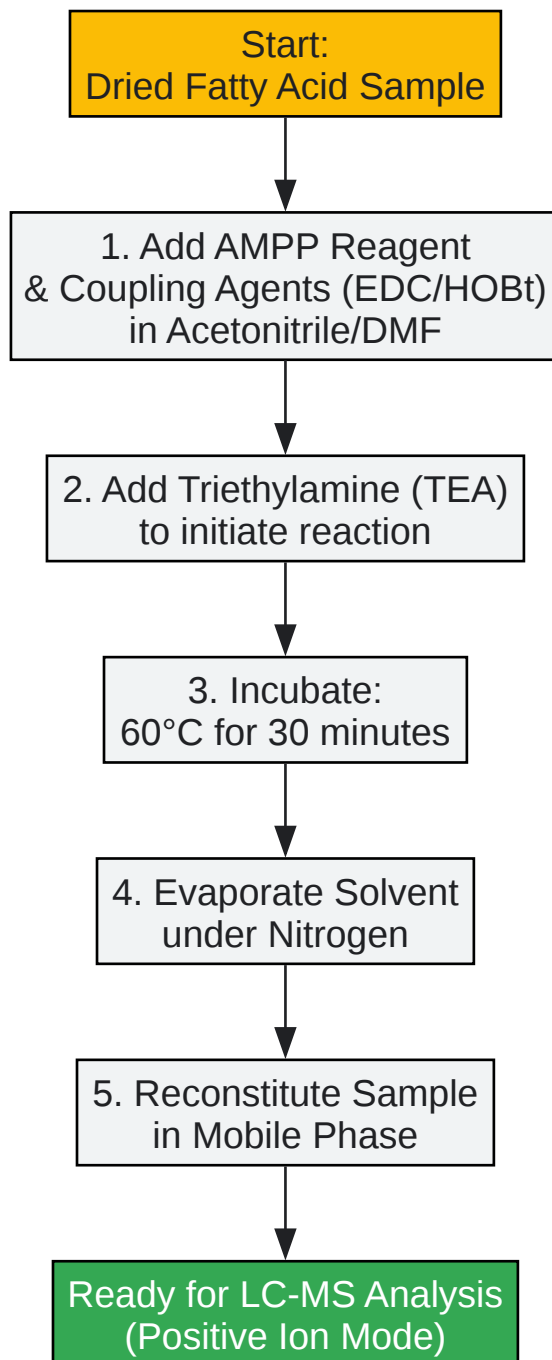 Start:
Dried Fatty Acid Sample
1. Add AMPP Reagent
& Coupling Agents (EDC/HOBt)
in Acetonitrile/DMF
2. Add Triethylamine (TEA)
to initiate reaction
3. Incubate:
60°C for 30 minutes
4. Evaporate Solvent
under Nitrogen
5. Reconstitute Sample
in Mobile Phase
Ready for LC-MS Analysis
(Positive Ion Mode)